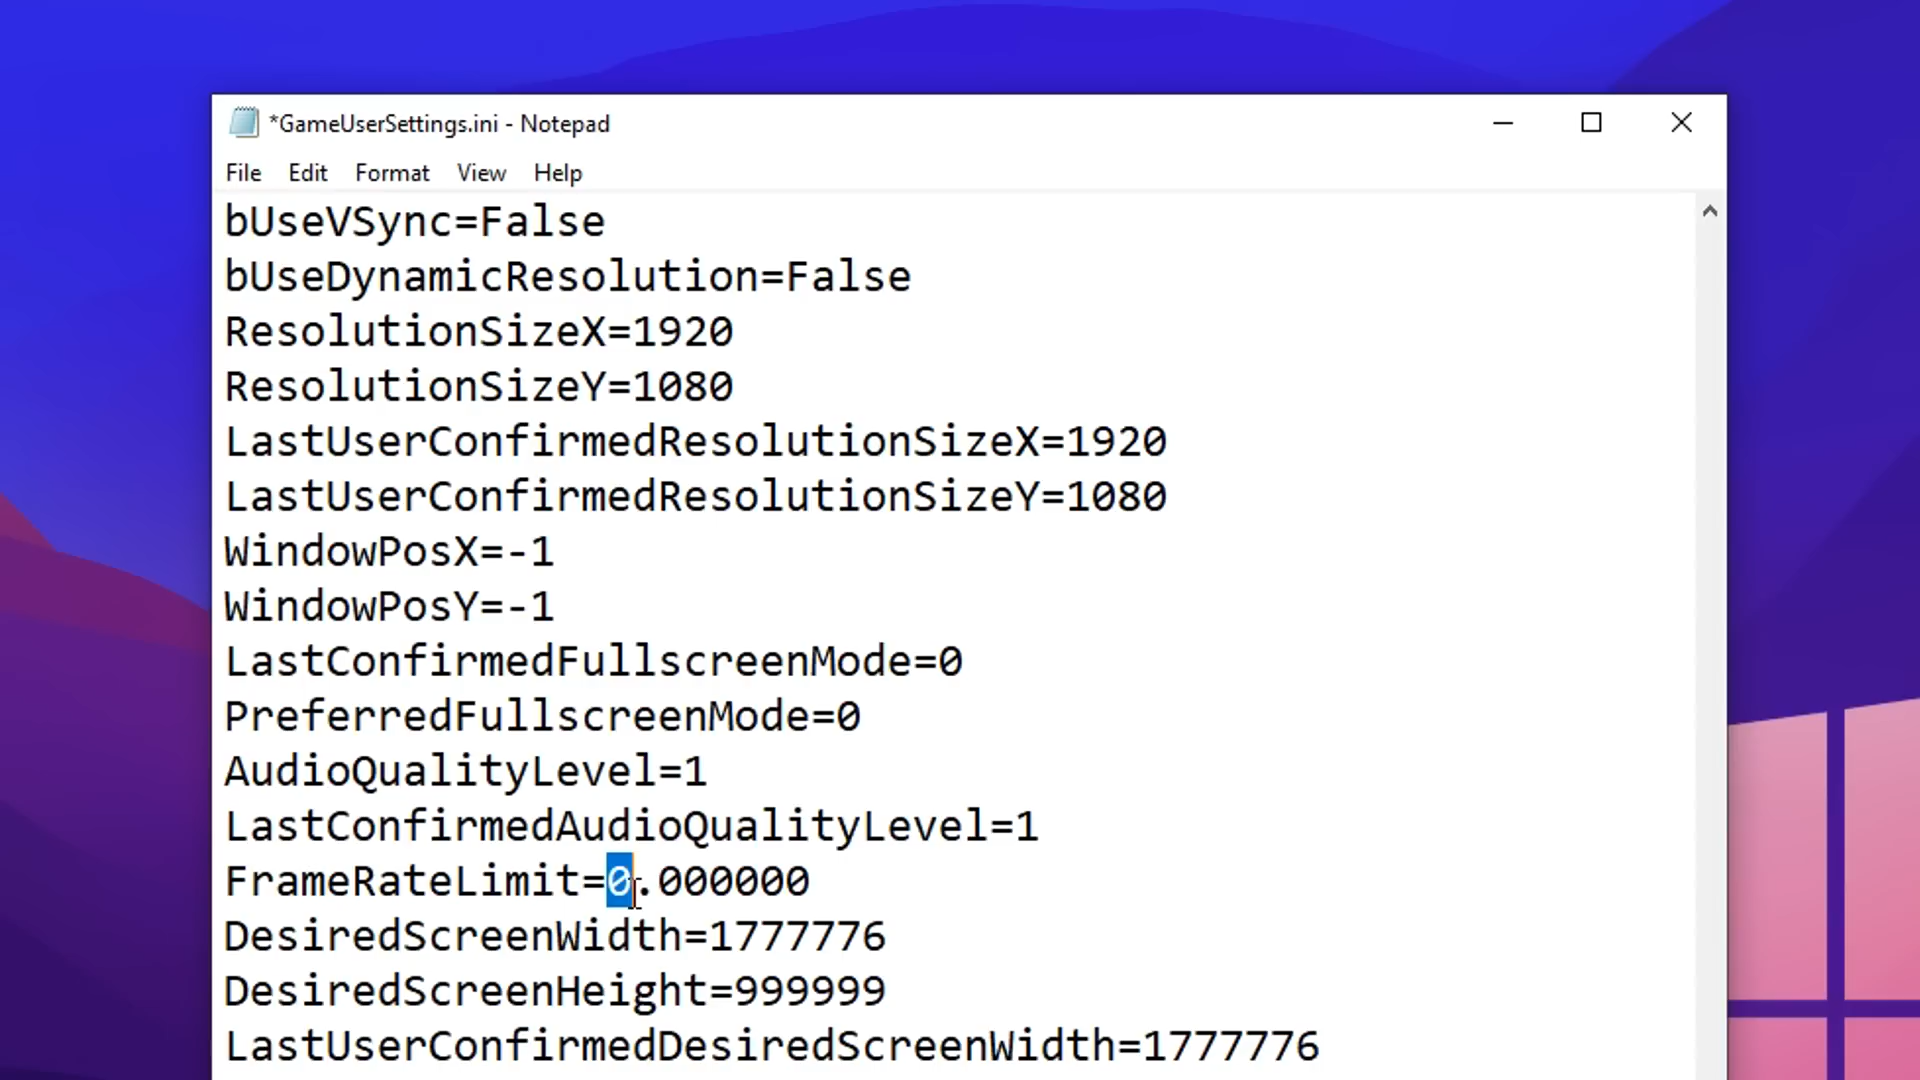 *GameUserSettings.ini - Notepad
File Edit Format View Help
bUseVSync=False
bUseDynamicResolution=False
ResolutionSizeX=1920
ResolutionSizeY=1080
LastUserConfirmedResolutionSizeX=1920
LastUserConfirmedResolutionSizeY=1080
WindowPosX=-1
WindowPosY=-1
LastConfirmedFullscreenMode=0
PreferredFullscreenMode=0
AudioQualityLevel=1
LastConfirmedAudioQualityLevel=1
FrameRateLimit=0.000000
DesiredScreenWidth=1777776
DesiredScreenHeight=999999
LastUserConfirmedDesiredScreenWidth=1777776